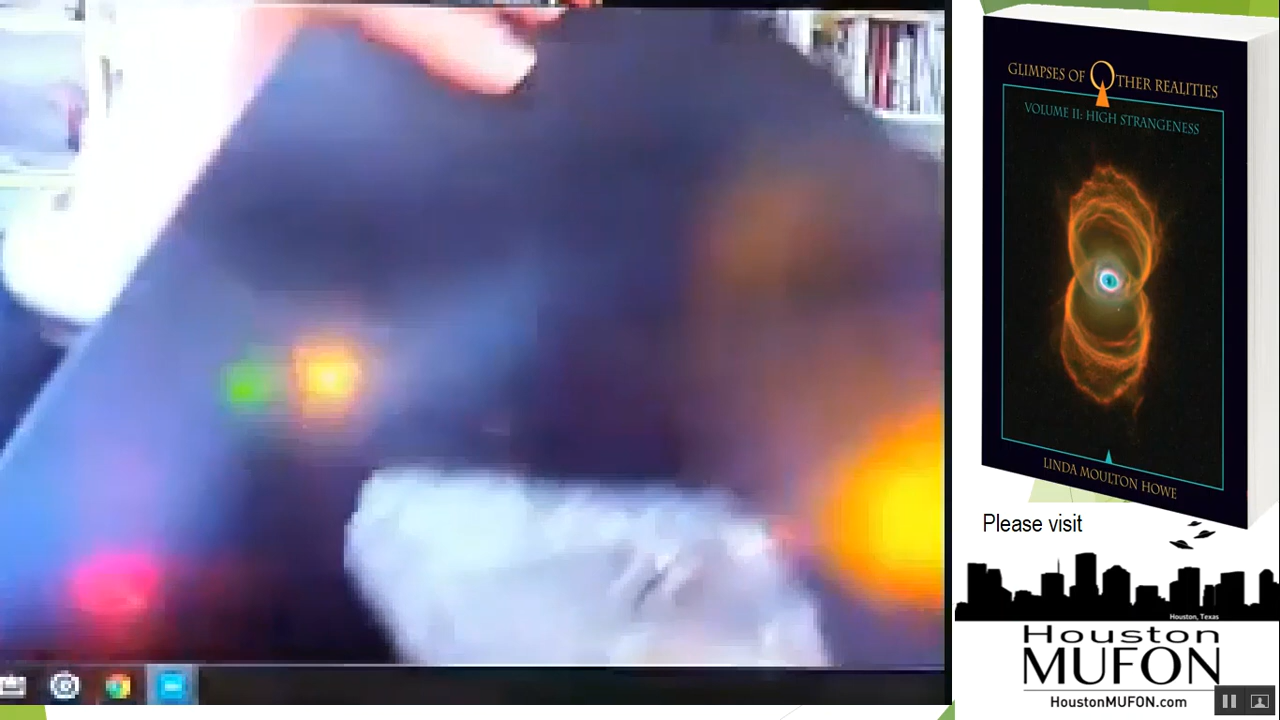 GLIMPSES OF OTHER REALITIES
VOLUME II: HIGH STRANGENESS
LINDA MOULTON HOWE
Please visit
Houston, Texas
Houston
MUFON
HoustonMUFON.com